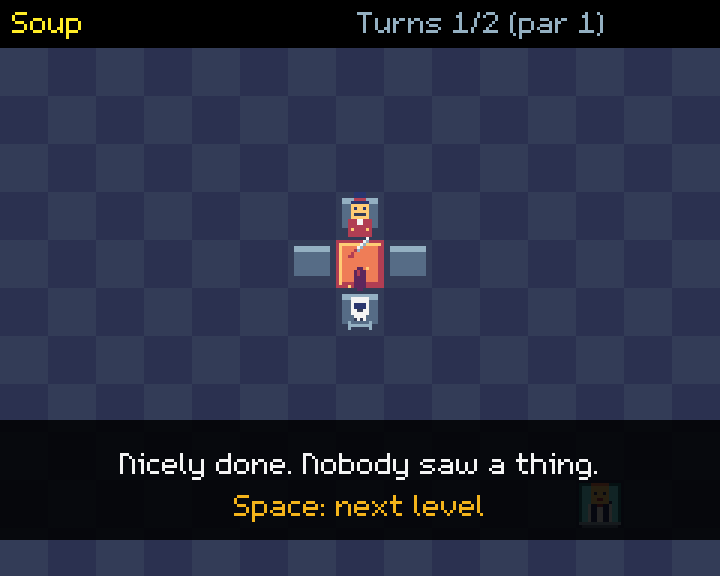 Soup
Turns 1/2 (par 1)
Nicely done. Nobody saw a thing.
Space: next level